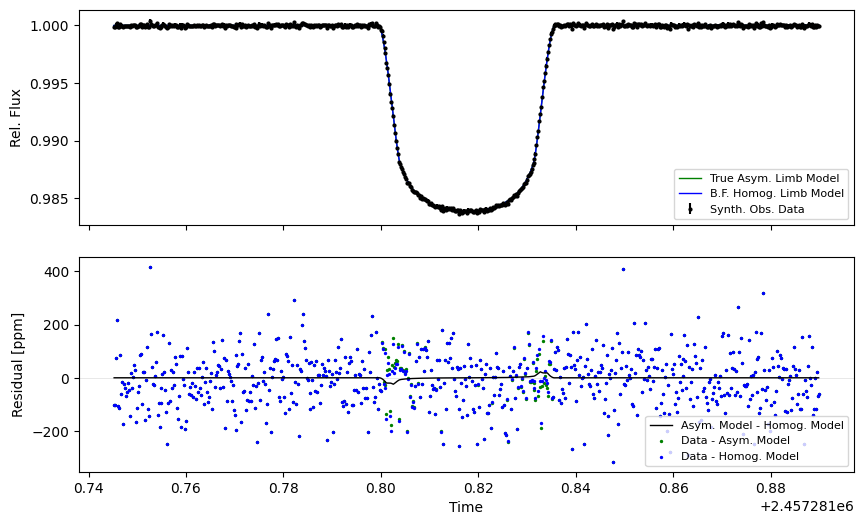 1.000
0.995
0.990
0.985
Rel. Flux
True Asym. Limb Model
B.F. Homog. Limb Model
Synth. Obs. Data
400
200
0
−200
Residual [ppm]
Asym. Model - Homog. Model
Data - Asym. Model
Data - Homog. Model
0.74 0.76 0.78 0.80 0.82 0.84 0.86 0.88
Time
+2.457281e6